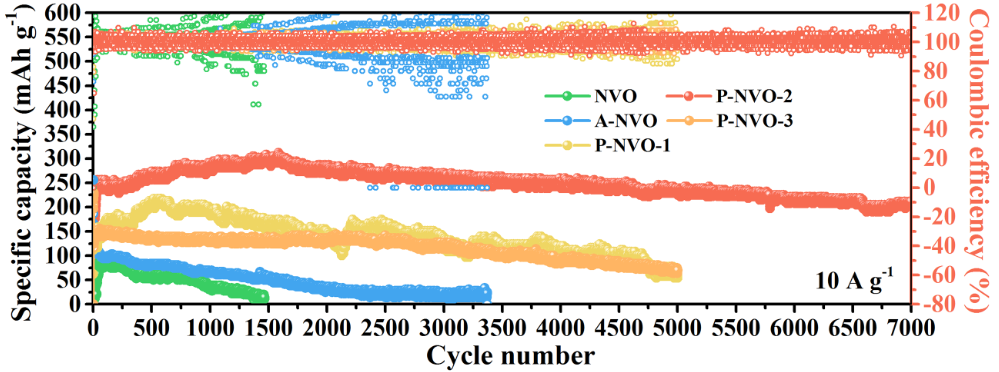 Specific capacity (mAh g⁻¹)
600
550
500
450
400
350
300
250
200
150
100
50
0
NVO
P-NVO-2
A-NVO
P-NVO-3
P-NVO-1
10 A g⁻¹
120
100
80
60
40
20
0
-20
-40
-60
-80
Coulombic efficiency (%)
0 500 1000 1500 2000 2500 3000 3500 4000 4500 5000 5500 6000 6500 7000
Cycle number